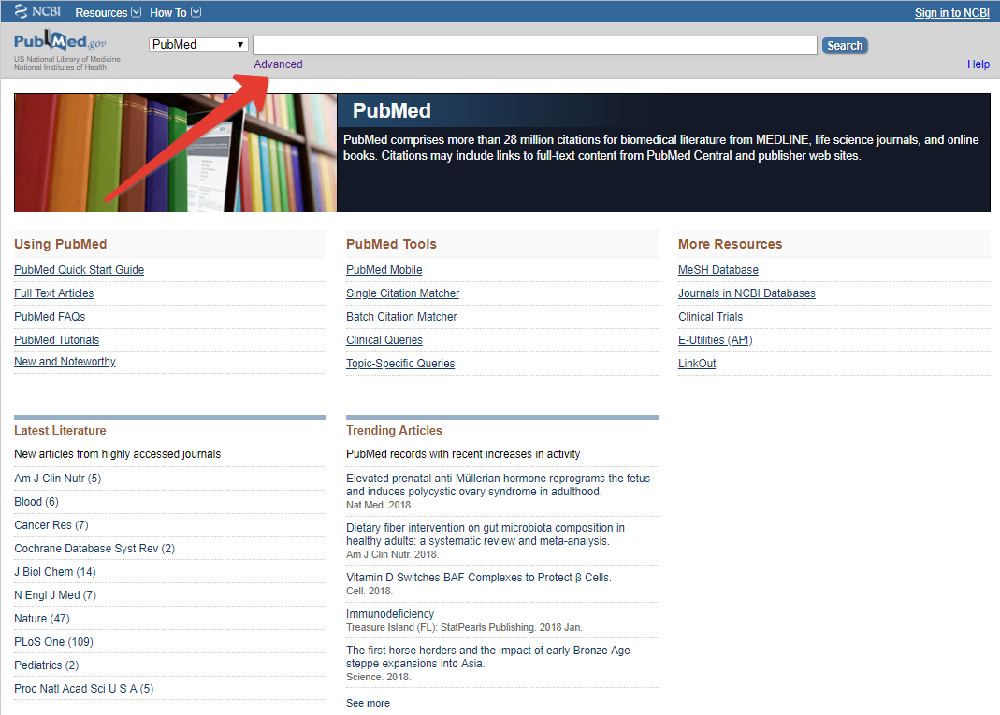 NCBI Resources How To Sign in to NCBI
PubMed.gov
US National Library of Medicine
National Institutes of Health
PubMed
Search
Advanced
Help
PubMed
PubMed comprises more than 28 million citations for biomedical literature from MEDLINE, life science journals, and online
books. Citations may include links to full-text content from PubMed Central and publisher web sites.
Using PubMed
PubMed Quick Start Guide
Full Text Articles
PubMed FAQs
PubMed Tutorials
New and Noteworthy
PubMed Tools
PubMed Mobile
Single Citation Matcher
Batch Citation Matcher
Clinical Queries
Topic-Specific Queries
More Resources
MeSH Database
Journals in NCBI Databases
Clinical Trials
E-Utilities (API)
LinkOut
Latest Literature
New articles from highly accessed journals
Am J Clin Nutr (5)
Blood (6)
Cancer Res (7)
Cochrane Database Syst Rev (2)
J Biol Chem (14)
N Engl J Med (7)
Nature (47)
PLoS One (109)
Pediatrics (2)
Proc Natl Acad Sci U S A (5)
Trending Articles
PubMed records with recent increases in activity
Elevated prenatal anti-Müllerian hormone reprograms the fetus
and induces polycystic ovary syndrome in adulthood.
Nat Med. 2018.
Dietary fiber intervention on gut microbiota composition in
healthy adults: a systematic review and meta-analysis.
Am J Clin Nutr. 2018.
Vitamin D Switches BAF Complexes to Protect β Cells.
Cell. 2018.
Immunodeficiency
Treasure Island (FL): StatPearls Publishing. 2018 Jan.
The first horse herders and the impact of early Bronze Age
steppe expansions into Asia.
Science. 2018.
See more